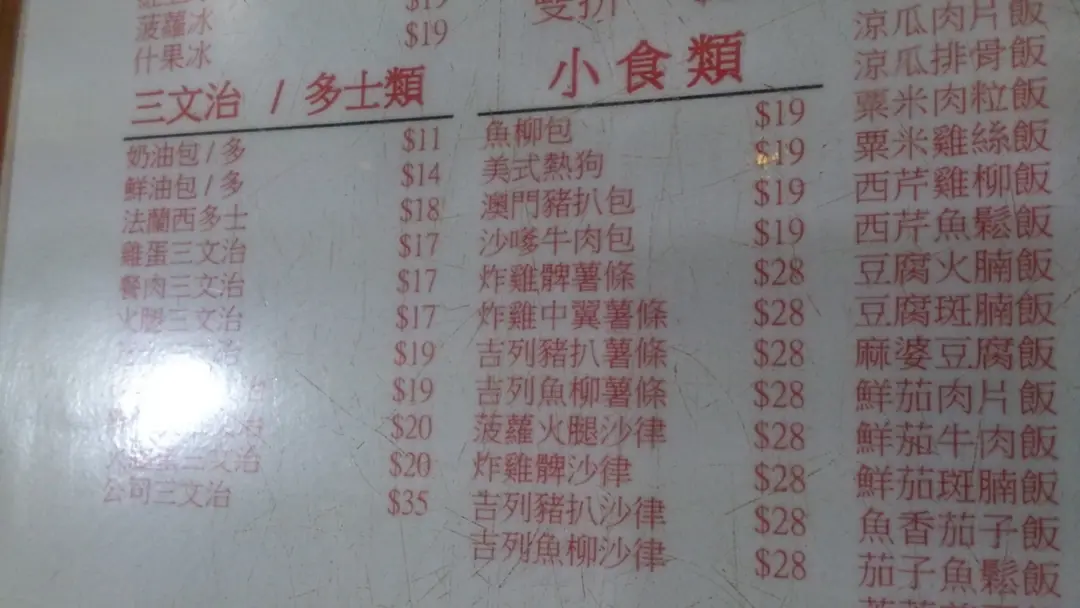 菠蘿冰 $19
什果冰
三文治 / 多士類
奶油包 / 多 $11
鮮油包 / 多 $14
法蘭西多士 $18
雞蛋三文治 $17
餐肉三文治 $17
火腿三文治 $17
$19
$19
$20
三文治 $20
公司三文治 $35
雙拼
小食類
魚柳包 $19
美式熱狗 $19
澳門豬扒包 $19
沙嗲牛肉包 $19
炸雞髀薯條 $28
炸雞中翼薯條 $28
吉列豬扒薯條 $28
吉列魚柳薯條 $28
菠蘿火腿沙律 $28
炸雞髀沙律 $28
吉列豬扒沙律 $28
吉列魚柳沙律 $28
涼瓜肉片飯
涼瓜排骨飯
粟米肉粒飯
粟米雞絲飯
西芹雞柳飯
西芹魚鬆飯
豆腐火腩飯
豆腐斑腩飯
麻婆豆腐飯
鮮茄肉片飯
鮮茄牛肉飯
鮮茄斑腩飯
魚香茄子飯
茄子魚鬆飯